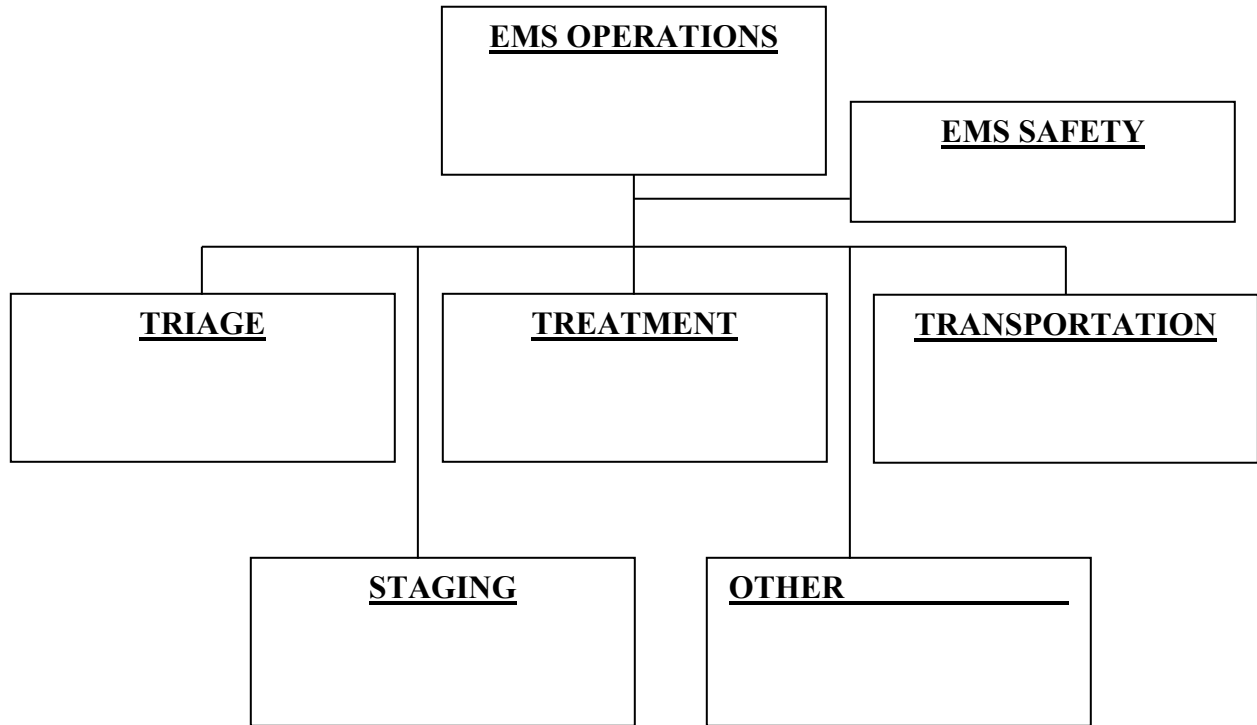 EMS OPERATIONS
EMS SAFETY
TRIAGE
TREATMENT
TRANSPORTATION
STAGING
OTHER